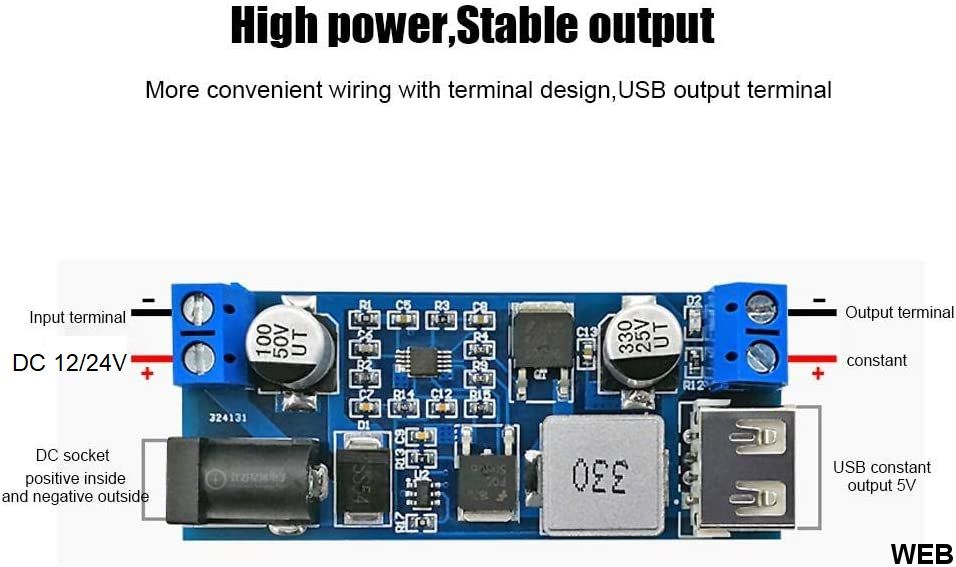 High power,Stable output
More convenient wiring with terminal design,USB output terminal
Input terminal
DC 12/24V
Output terminal
constant
DC socket
positive inside
and negative outside
USB constant
output 5V
100
50V
UT
330
25V
UT
R1
C5
R3
C8
R4
R9
R14
C12
R15
C7
D1
C9
R13
U2
R17
C13
D2
R12
324131
SS54
330
WEB